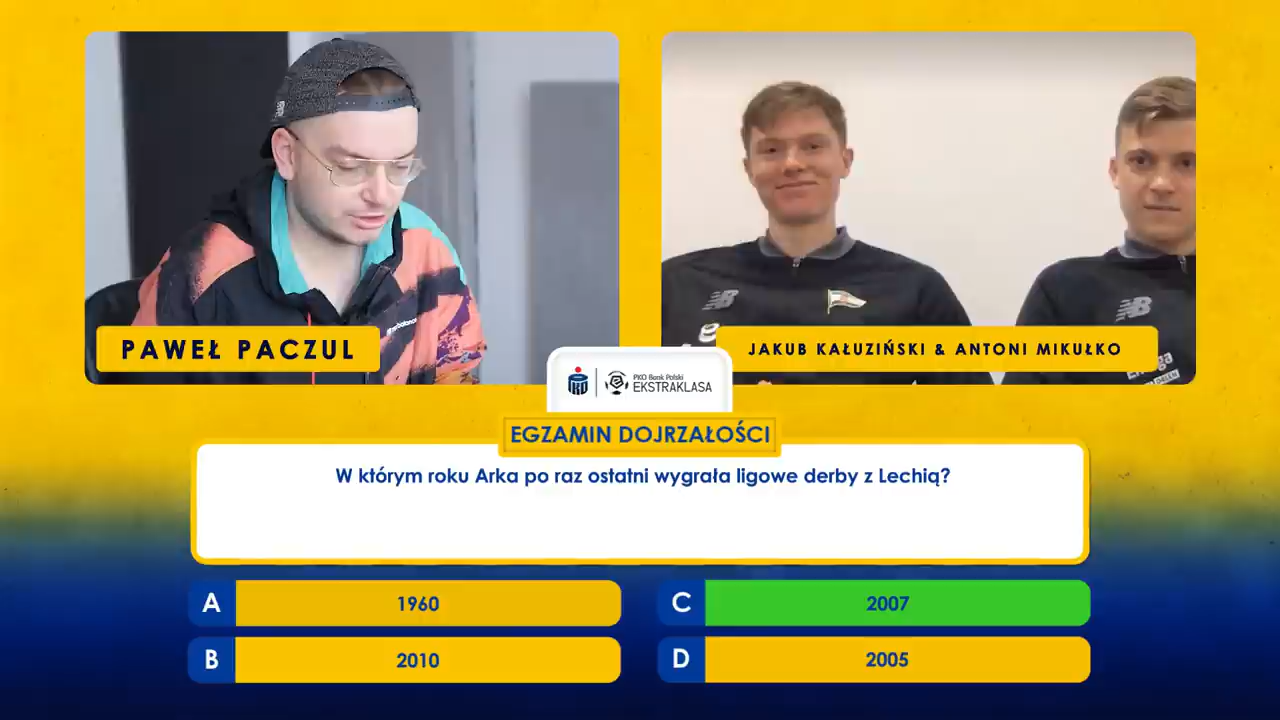 PAWEŁ PACZUL
JAKUB KAŁUZIŃSKI & ANTONI MIKUŁKO
PKO Bank Polski
EKSTRAKLASA
EGZAMIN DOJRZAŁOŚCI
W którym roku Arka po raz ostatni wygrała ligowe derby z Lechią?
A 1960
C 2007
B 2010
D 2005